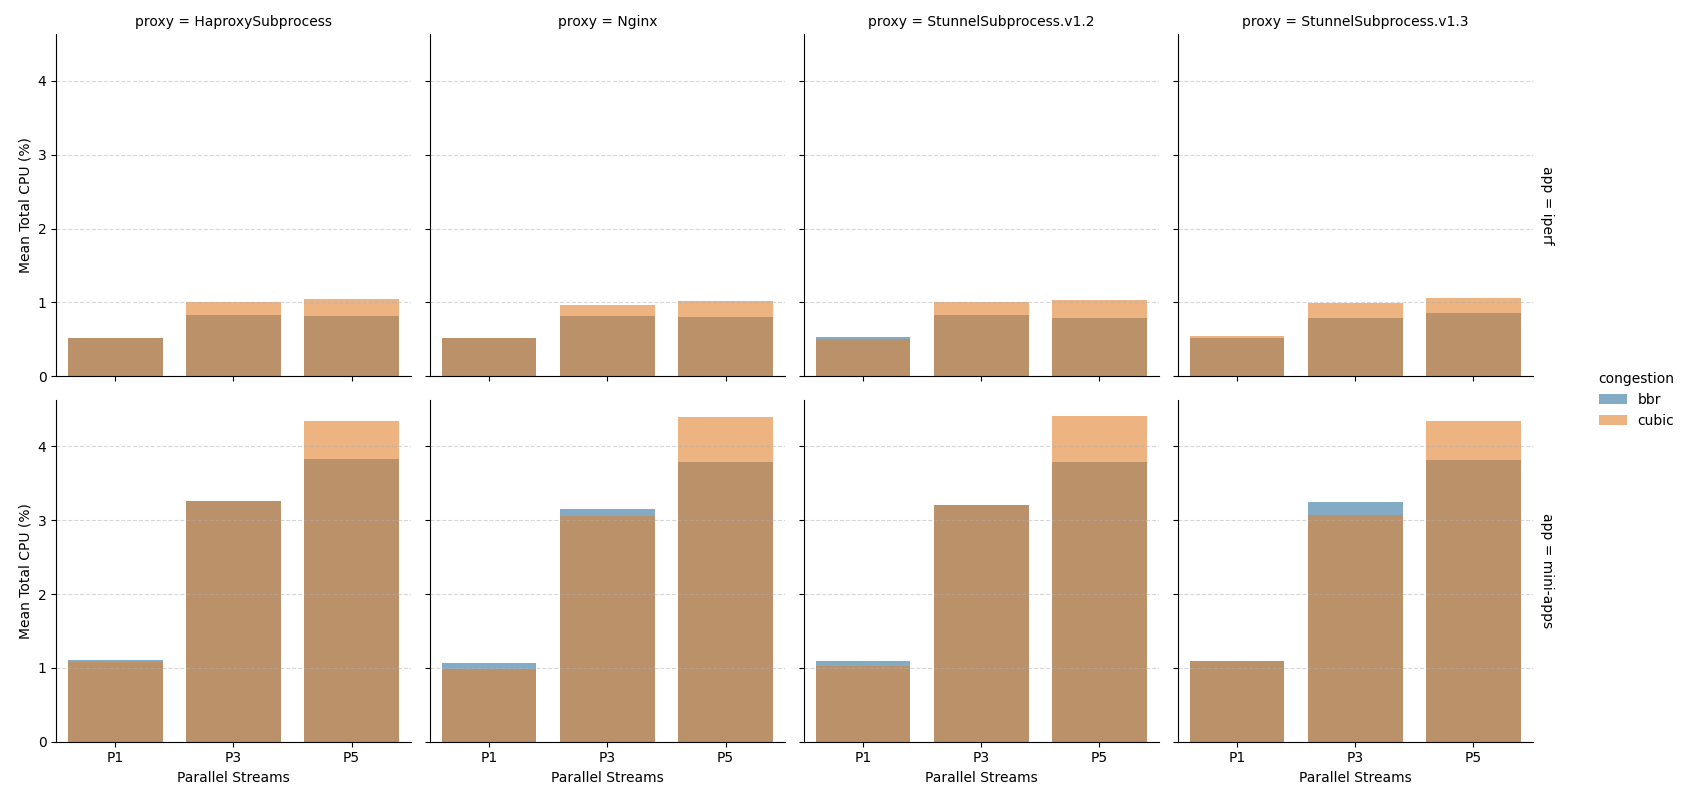 proxy = HaproxySubprocess
proxy = Nginx
proxy = StunnelSubprocess.v1.2
proxy = StunnelSubprocess.v1.3
Mean Total CPU (%)
4
3
2
1
0
app = iperf
congestion
bbr
cubic
Mean Total CPU (%)
4
3
2
1
0
app = mini-apps
P1 P3 P5
P1 P3 P5
P1 P3 P5
P1 P3 P5
Parallel Streams
Parallel Streams
Parallel Streams
Parallel Streams